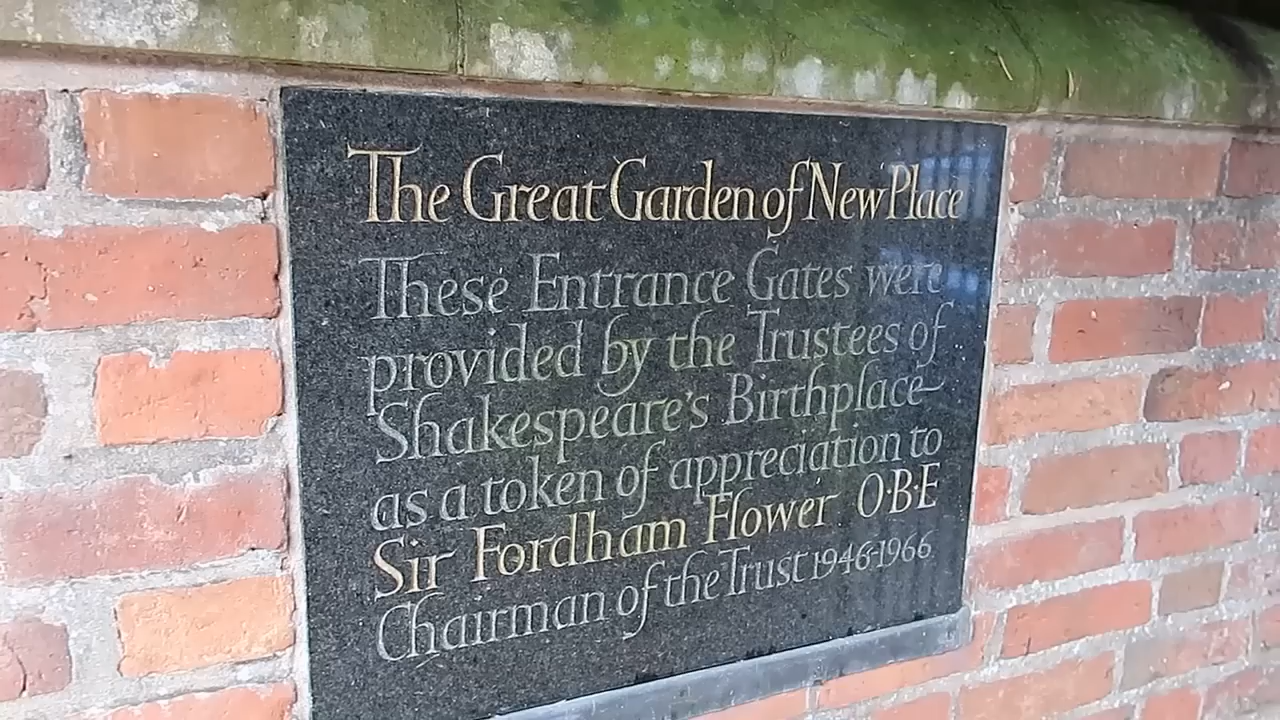 The Great Garden of New Place
These Entrance Gates were
provided by the Trustees of
Shakespeare's Birthplace
as a token of appreciation to
Sir Fordham Flower O·B·E
Chairman of the Trust 1946-1966